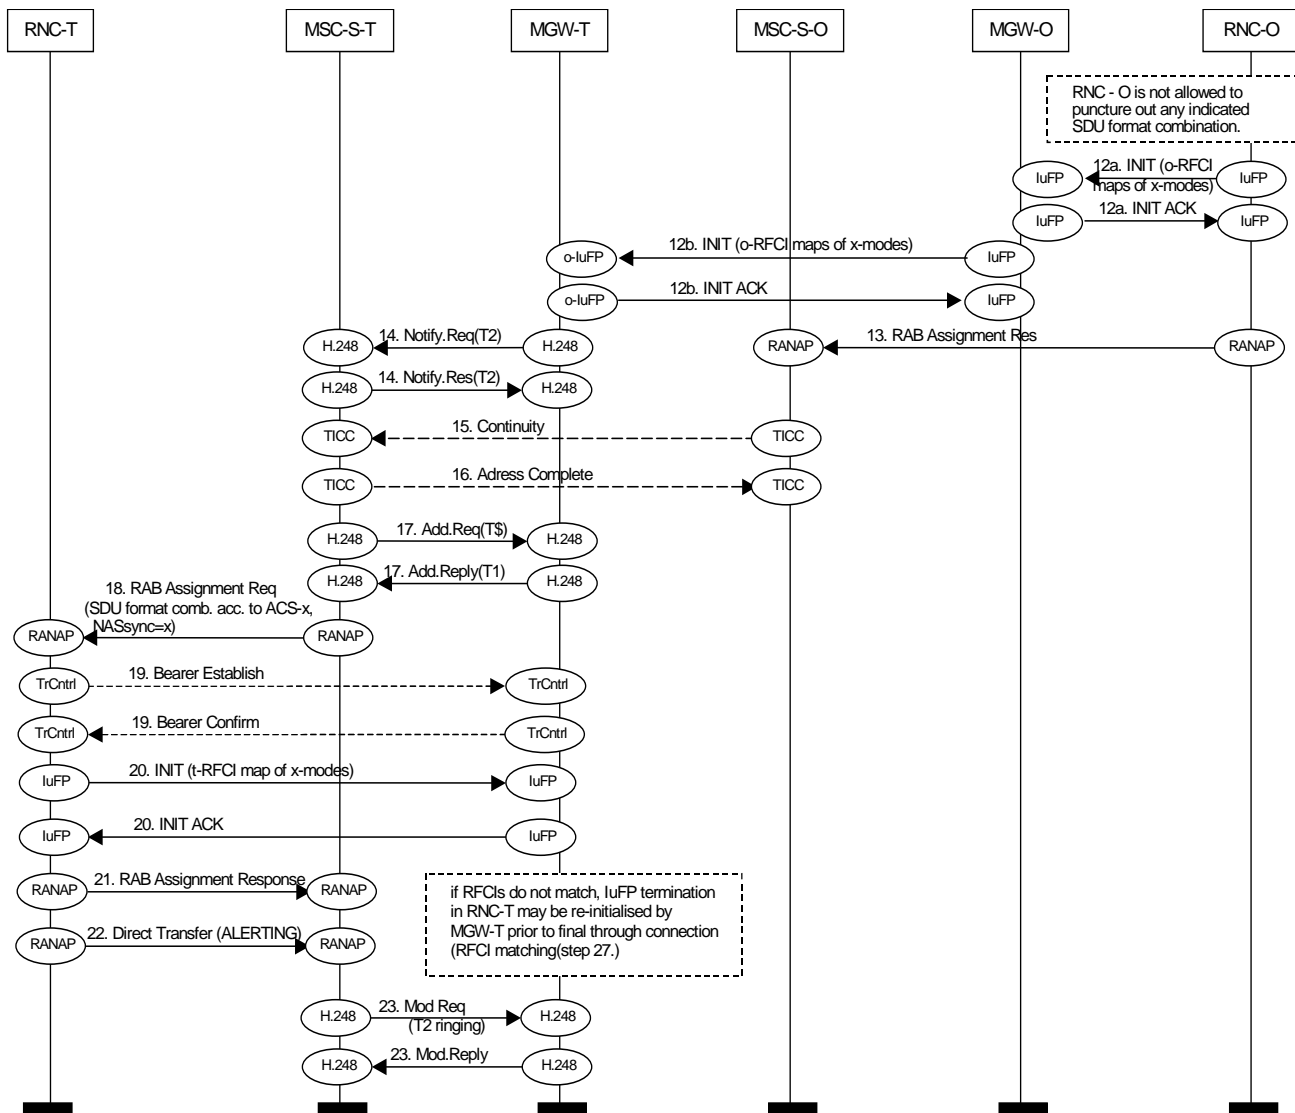 RNC-T
MSC-S-T
MGW-T
MSC-S-O
MGW-O
RNC-O
RNC - O is not allowed to
puncture out any indicated
SDU format combination.
IuFP
12a. INIT (o-RFCI
maps of x-modes)
IuFP
IuFP
12a. INIT ACK
IuFP
o-IuFP
12b. INIT (o-RFCI maps of x-modes)
IuFP
o-IuFP
12b. INIT ACK
IuFP
H.248
14. Notify.Req(T2)
H.248
RANAP
13. RAB Assignment Res
RANAP
H.248
14. Notify.Res(T2)
H.248
TICC
15. Continuity
TICC
TICC
16. Adress Complete
TICC
H.248
17. Add.Req(T$)
H.248
H.248
17. Add.Reply(T1)
H.248
18. RAB Assignment Req
(SDU format comb. acc. to ACS-x,
NASsync=x)
RANAP
RANAP
TrCntrl
19. Bearer Establish
TrCntrl
TrCntrl
19. Bearer Confirm
TrCntrl
IuFP
20. INIT (t-RFCI map of x-modes)
IuFP
IuFP
20. INIT ACK
IuFP
RANAP
21. RAB Assignment Response
RANAP
if RFCIs do not match, IuFP termination
in RNC-T may be re-initialised by
MGW-T prior to final through connection
(RFCI matching(step 27.)
RANAP
22. Direct Transfer (ALERTING)
RANAP
H.248
23. Mod Req
(T2 ringing)
H.248
H.248
23. Mod.Reply
H.248